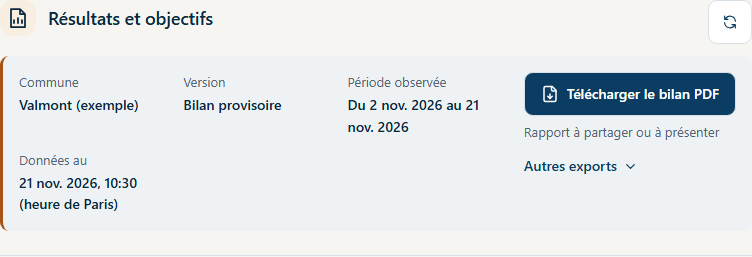 Résultats et objectifs
Commune
Valmont (exemple)
Version
Bilan provisoire
Période observée
Du 2 nov. 2026 au 21
nov. 2026
Télécharger le bilan PDF
Rapport à partager ou à présenter
Autres exports
Données au
21 nov. 2026, 10:30
(heure de Paris)